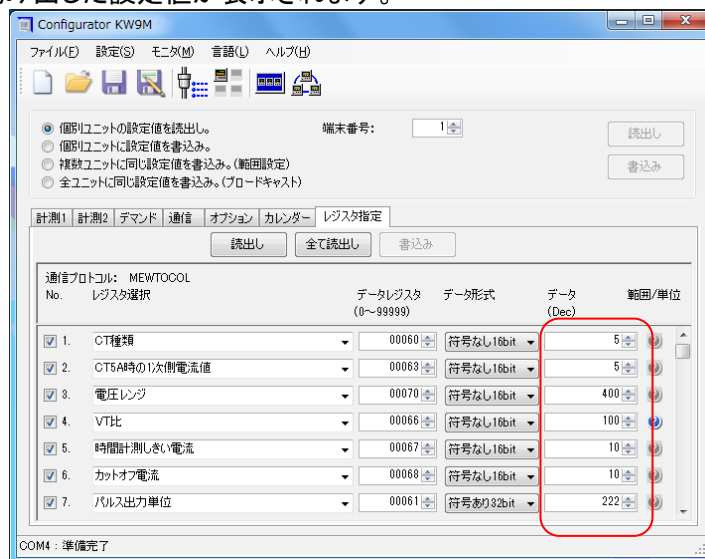 み出した設定値が表示されます。
Configurator KW9M
ファイル(F) 設定(S) モニタ(M) 言語(L) ヘルプ(H)
個別ユニットの設定値を読出し。 端末番号: 1 読出し
個別ユニットに設定値を書込み。
複数ユニットに同じ設定値を書込み。(範囲設定) 書込み
全ユニットに同じ設定値を書込み。(ブロードキャスト)
計測1 計測2 デマンド 通信 オプション カレンダー レジスタ指定
読出し 全て読出し 書込み
通信プロトコル: MEWTOCOL
No. レジスタ選択 データレジスタ データ形式 データ 範囲/単位
(0~99999) (Dec)
1. CT種類 00060 符号なし16bit 5
2. CT5A時の1次側電流値 00063 符号なし16bit 5
3. 電圧レンジ 00070 符号なし16bit 400
4. VT比 00066 符号なし16bit 100
5. 時間計測しきい電流 00067 符号なし16bit 10
6. カットオフ電流 00068 符号なし16bit 10
7. パルス出力単位 00061 符号あり32bit 222
COM4 : 準備完了